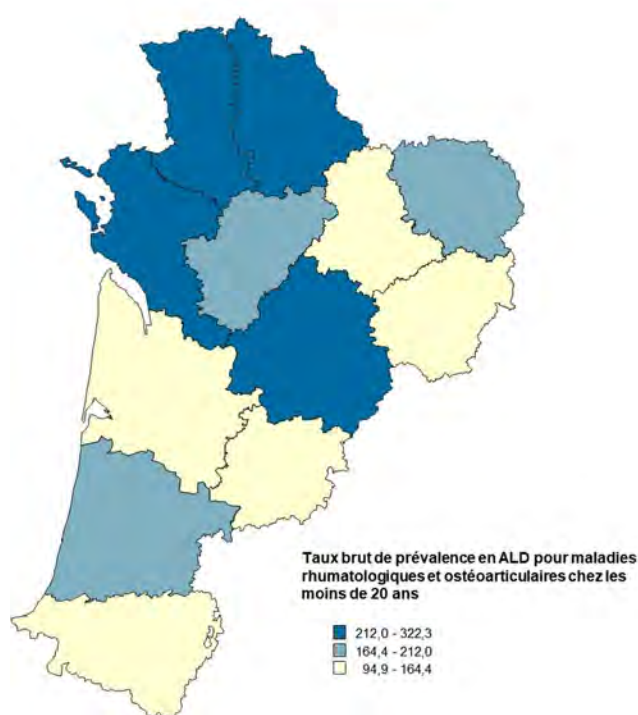 Taux brut de prévalence en ALD pour maladies
rhumatologiques et ostéoarticulaires chez les
moins de 20 ans
212,0 - 322,3
164,4 - 212,0
94,9 - 164,4